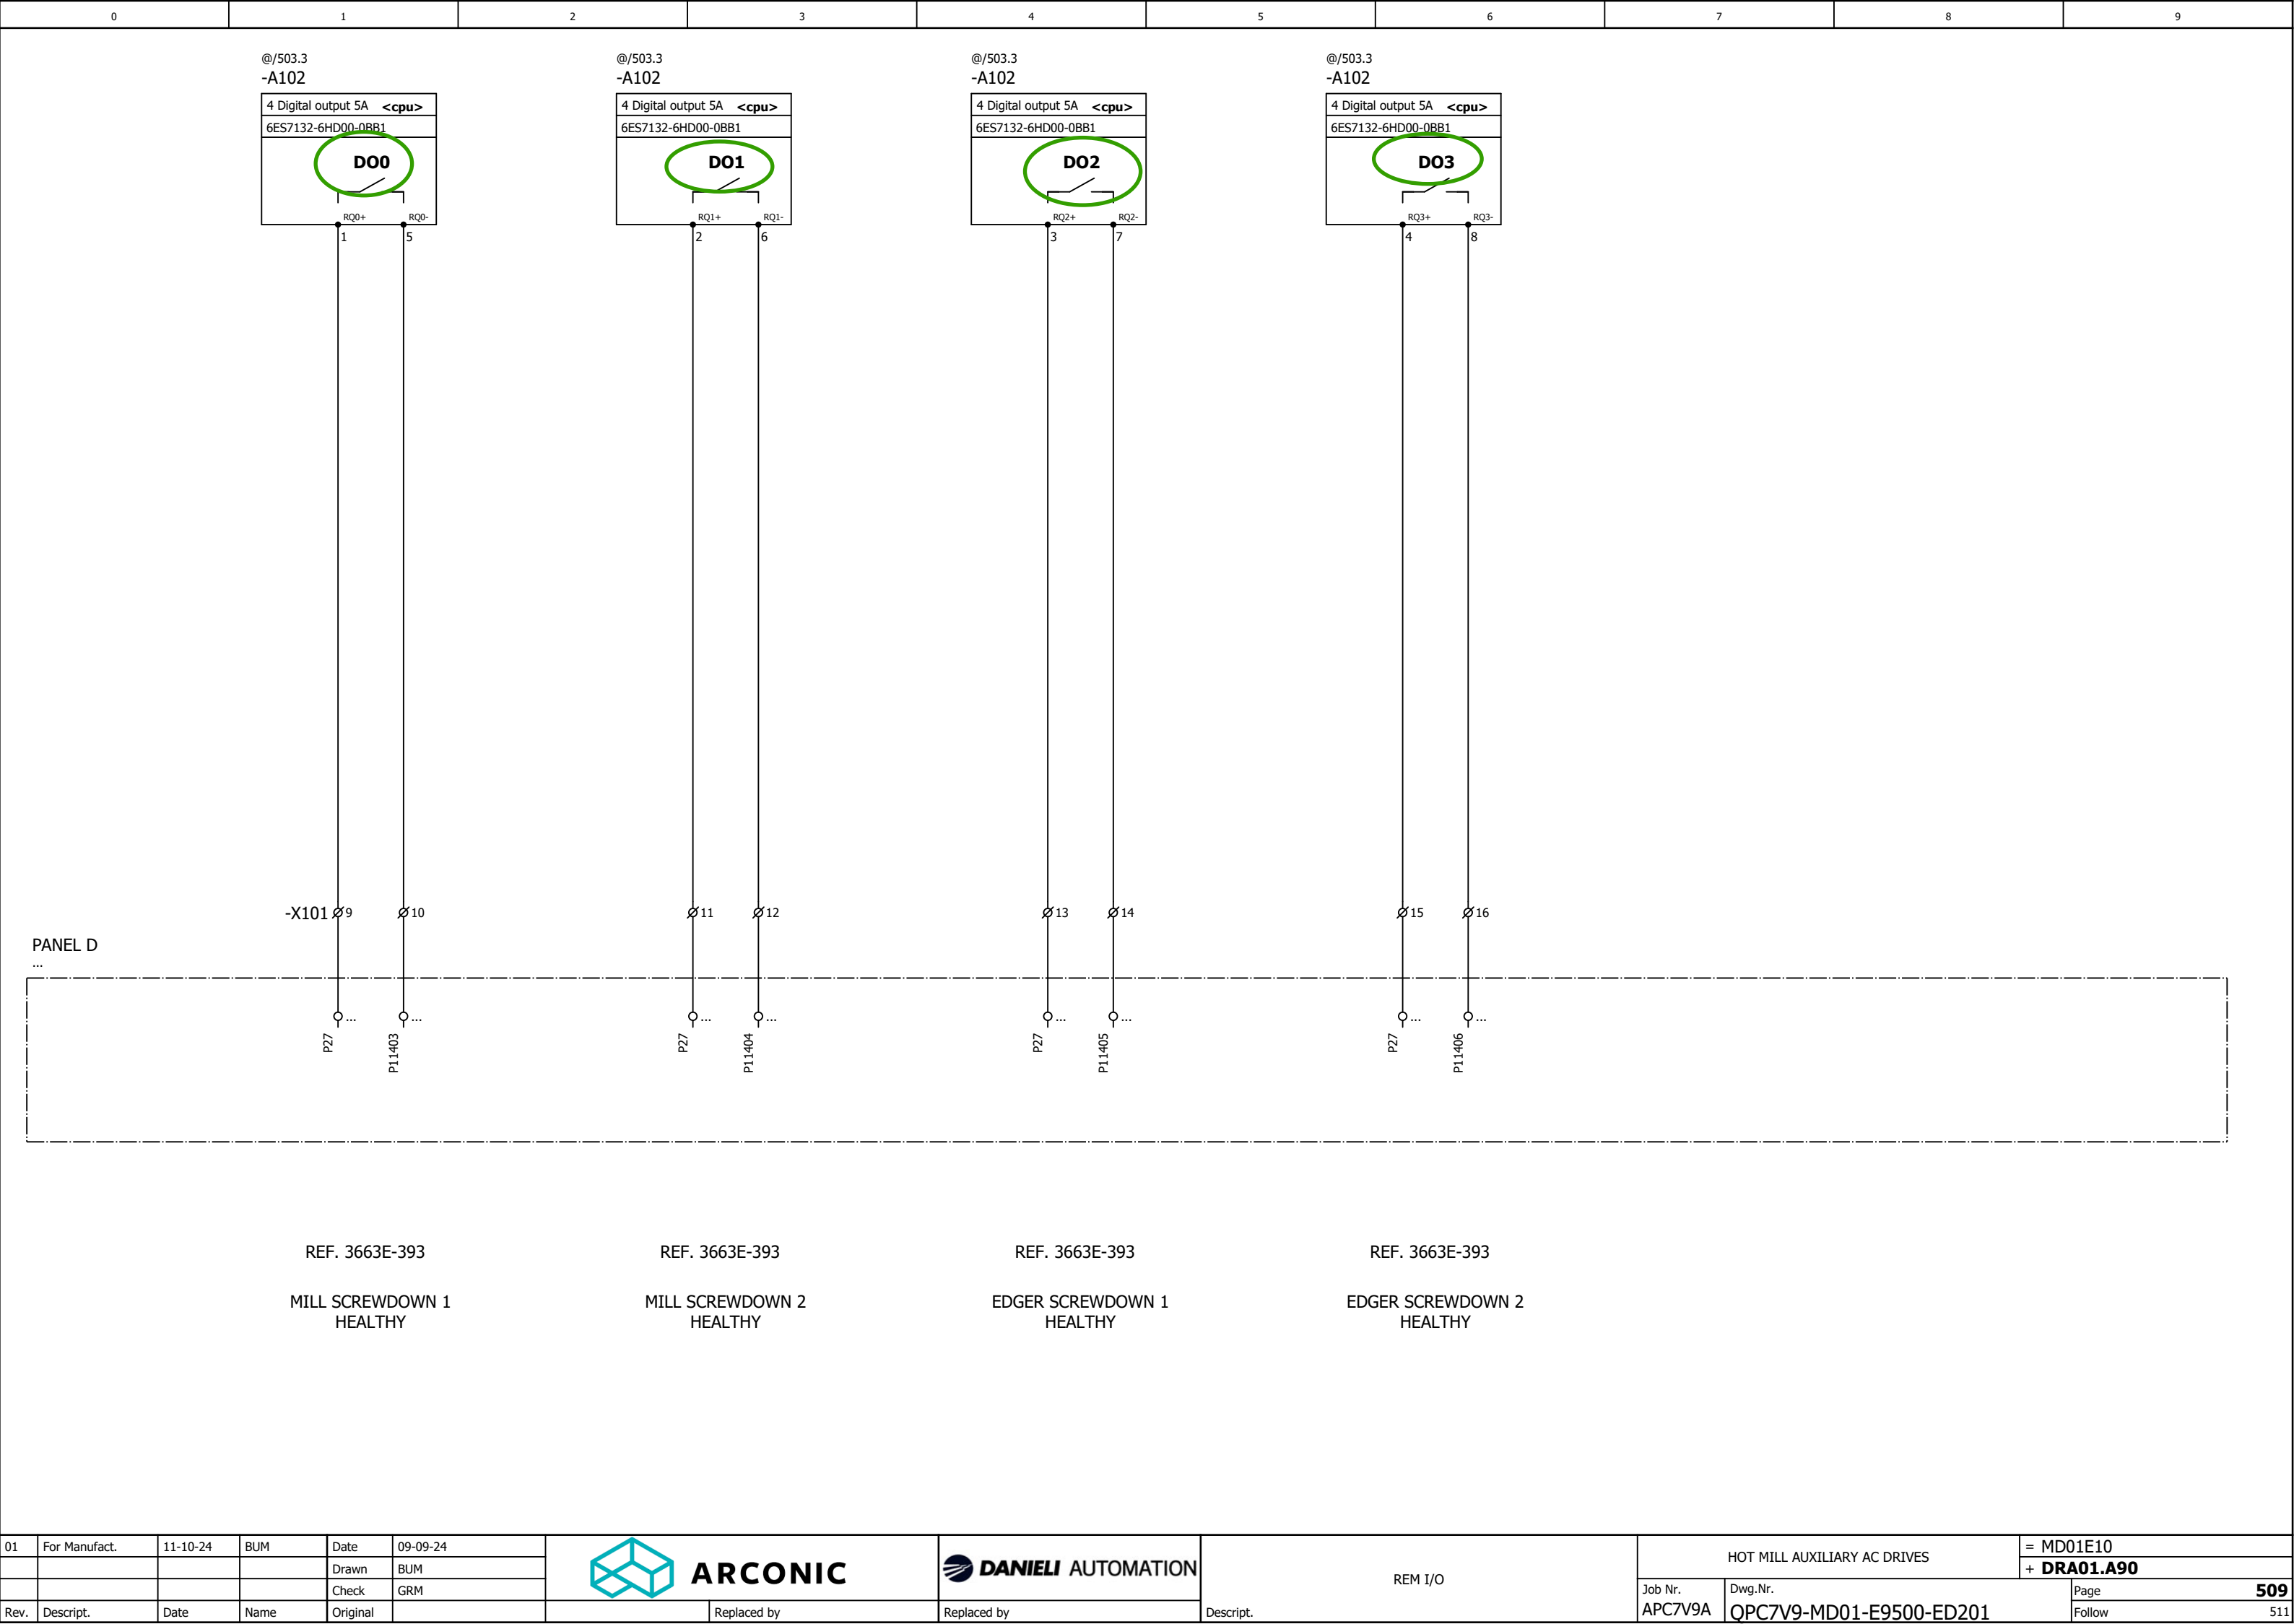 0 1 2 3 4 5 6 7 8 9
@/503.3 @/503.3 @/503.3 @/503.3
-A102 -A102 -A102 -A102
4 Digital output 5A <cpu> 4 Digital output 5A <cpu> 4 Digital output 5A <cpu> 4 Digital output 5A <cpu>
6ES7132-6HD00-0BB1 6ES7132-6HD00-0BB1 6ES7132-6HD00-0BB1 6ES7132-6HD00-0BB1
DO0 DO1 DO2 DO3
RQ0+ RQ0- RQ1+ RQ1- RQ2+ RQ2- RQ3+ RQ3-
1 5 2 6 3 7 4 8
-X101 9 10 11 12 13 14 15 16
PANEL D
...
... ... ... ... ... ... ... ...
P27 P11403 P27 P11404 P27 P11405 P27 P11406
REF. 3663E-393 REF. 3663E-393 REF. 3663E-393 REF. 3663E-393
MILL SCREWDOWN 1 MILL SCREWDOWN 2 EDGER SCREWDOWN 1 EDGER SCREWDOWN 2
HEALTHY HEALTHY HEALTHY HEALTHY
01 For Manufact. 11-10-24 BUM Date 09-09-24
Drawn BUM
Check GRM
Rev. Descript. Date Name Original
ARCONIC
Replaced by
DANIELI AUTOMATION
Replaced by
REM I/O
Descript.
HOT MILL AUXILIARY AC DRIVES
= MD01E10
+ DRA01.A90
Job Nr. Dwg.Nr. Page 509
APC7V9A QPC7V9-MD01-E9500-ED201 Follow 511